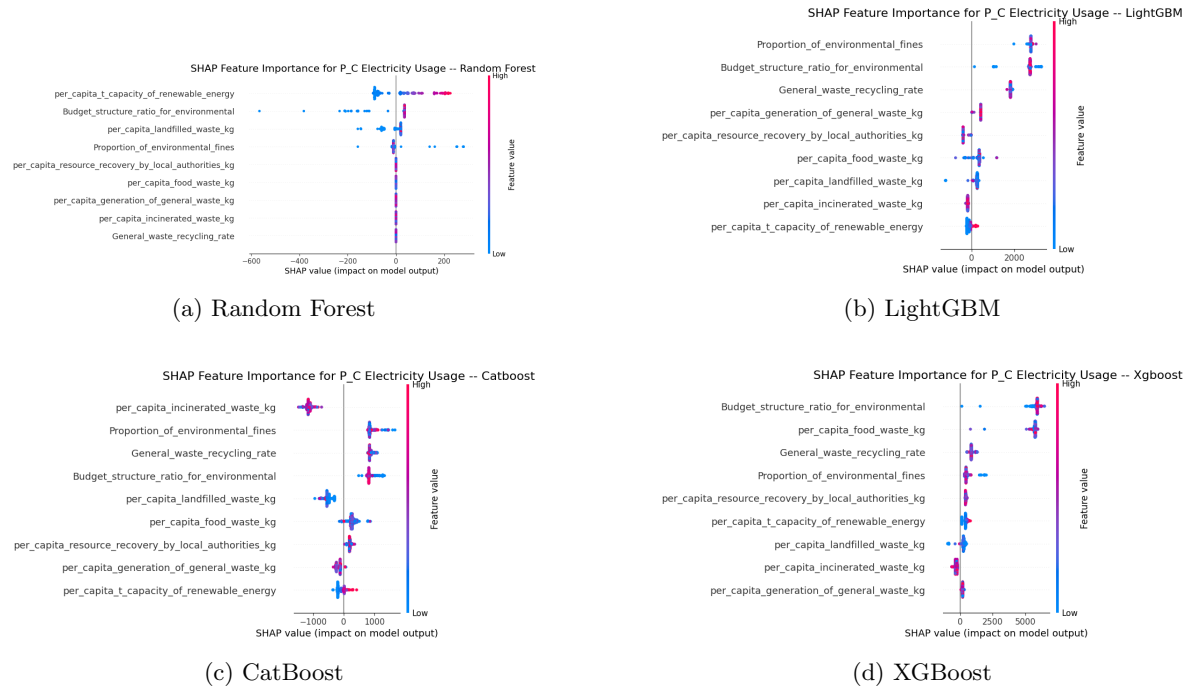 SHAP Feature Importance for P_C Electricity Usage -- Random Forest
High
per_capita_t_capacity_of_renewable_energy
Budget_structure_ratio_for_environmental
per_capita_landfilled_waste_kg
Proportion_of_environmental_fines
per_capita_resource_recovery_by_local_authorities_kg
per_capita_food_waste_kg
per_capita_generation_of_general_waste_kg
per_capita_incinerated_waste_kg
General_waste_recycling_rate
Feature value
Low
−600 −400 −200 0 200
SHAP value (impact on model output)
(a) Random Forest
SHAP Feature Importance for P_C Electricity Usage -- LightGBM
High
Proportion_of_environmental_fines
Budget_structure_ratio_for_environmental
General_waste_recycling_rate
per_capita_generation_of_general_waste_kg
per_capita_resource_recovery_by_local_authorities_kg
per_capita_food_waste_kg
per_capita_landfilled_waste_kg
per_capita_incinerated_waste_kg
per_capita_t_capacity_of_renewable_energy
Feature value
Low
0 2000
SHAP value (impact on model output)
(b) LightGBM
SHAP Feature Importance for P_C Electricity Usage -- Catboost
High
per_capita_incinerated_waste_kg
Proportion_of_environmental_fines
General_waste_recycling_rate
Budget_structure_ratio_for_environmental
per_capita_landfilled_waste_kg
per_capita_food_waste_kg
per_capita_resource_recovery_by_local_authorities_kg
per_capita_generation_of_general_waste_kg
per_capita_t_capacity_of_renewable_energy
Feature value
Low
−1000 0 1000
SHAP value (impact on model output)
(c) CatBoost
SHAP Feature Importance for P_C Electricity Usage -- Xgboost
High
Budget_structure_ratio_for_environmental
per_capita_food_waste_kg
General_waste_recycling_rate
Proportion_of_environmental_fines
per_capita_resource_recovery_by_local_authorities_kg
per_capita_t_capacity_of_renewable_energy
per_capita_landfilled_waste_kg
per_capita_incinerated_waste_kg
per_capita_generation_of_general_waste_kg
Feature value
Low
0 2500 5000
SHAP value (impact on model output)
(d) XGBoost